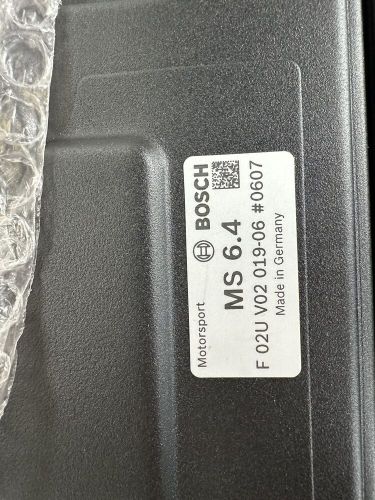 Motorsport
BOSCH
MS 6.4
F 02U V02 019-06 #0607
Made in Germany